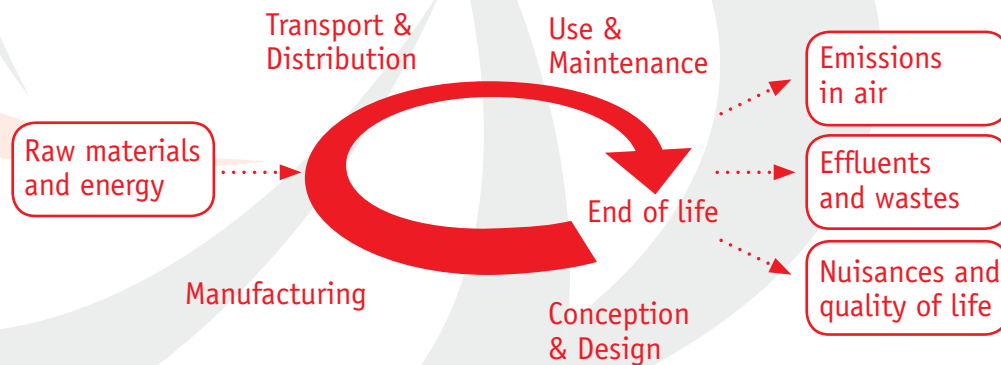 Transport &
Distribution
Use &
Maintenance
Emissions
in air
Raw materials
and energy
Effluents
and wastes
End of life
Manufacturing
Nuisances and
quality of life
Conception
& Design